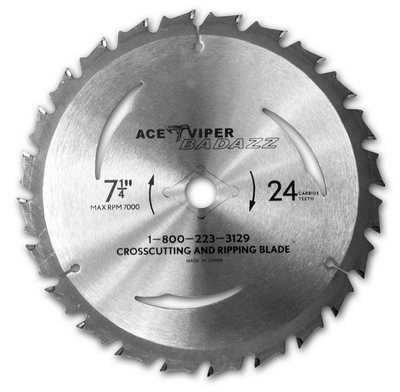 ACE VIPER
BADAZZ
7 1/4"
MAX RPM 7000
24 CARBIDE
TEETH
1-800-223-3129
CROSSCUTTING AND RIPPING BLADE
MADE IN CHINA